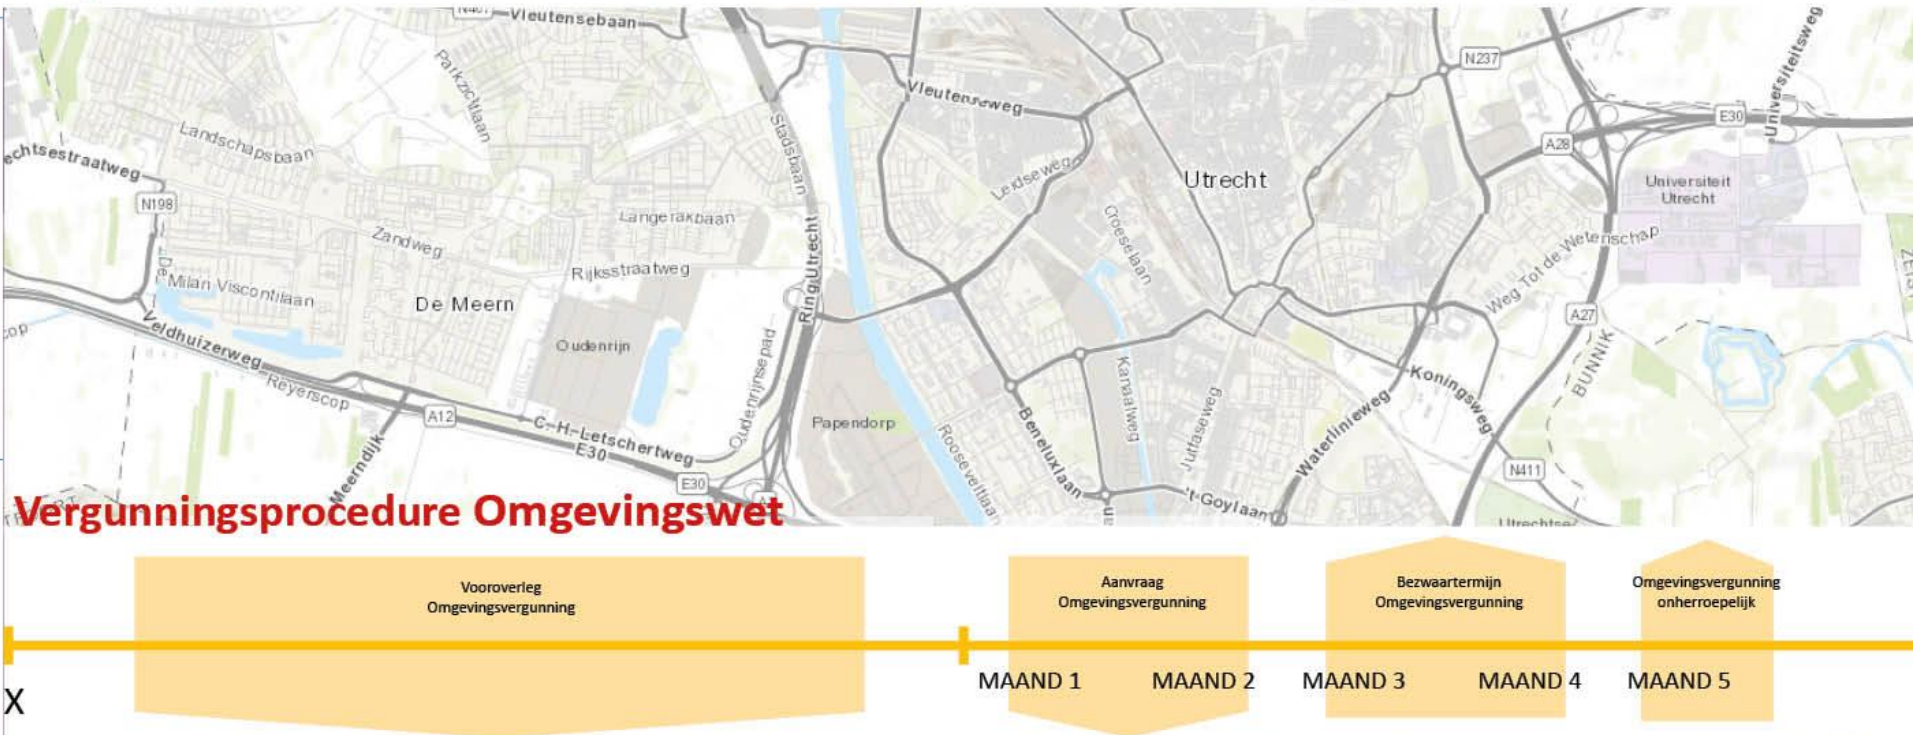 Vleutensebaan
Parkzichtlaan
Landschapsbaan
echtsestraatweg
N198
Zandweg
Langerakbaan
Rijksstraatweg
Milan Viscontilaan
De Meern
Oudenrijn
Veldhuizerweg
Reyerscop
A12
C.-H.-Letschertweg
E30
E30
Meerndijk
Oudenrijnsepad
Stadsbaan
Ring Utrecht
Papendorp
Vleutenseweg
Leidseweg
Croeselaan
Utrecht
Kanaalweg
Jutfaseweg
Beneluxlaan
Rooseveltlaan
't-Goylaan
Waterlinieweg
Koningsweg
N411
N237
A28
E30
Universiteitsweg
Universiteit
Utrecht
Weg Tot de Wetenschap
A27
BUNNIK
Utrechtse
Vergunningsprocedure Omgevingswet
Vooroverleg
Omgevingsvergunning
Aanvraag
Omgevingsvergunning
Bezwaartermijn
Omgevingsvergunning
Omgevingsvergunning
onherroepelijk
X
MAAND 1
MAAND 2
MAAND 3
MAAND 4
MAAND 5